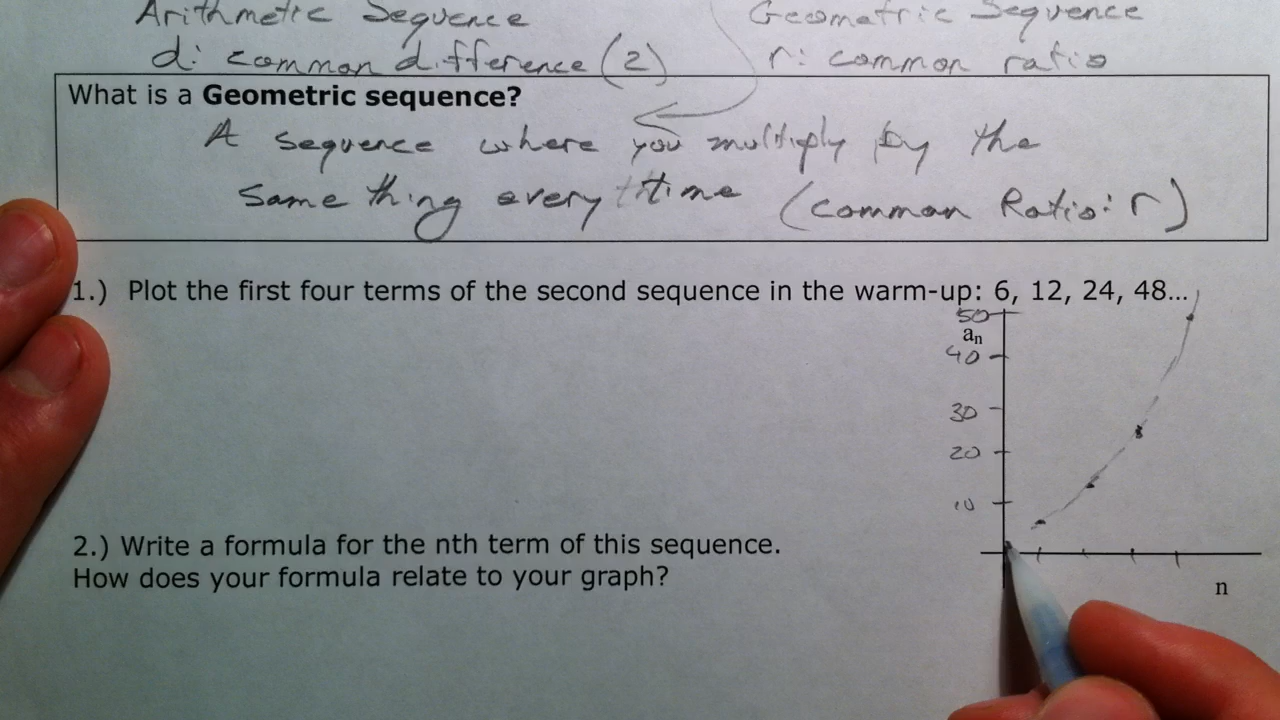 Arithmetic Sequence
d: common difference (2)
Geometric Sequence
r: common ratio
What is a Geometric sequence?
A sequence where you multiply by the
same thing every time (common Ratio: r)
1.) Plot the first four terms of the second sequence in the warm-up: 6, 12, 24, 48...
50
an
40
30
20
10
n
2.) Write a formula for the nth term of this sequence.
How does your formula relate to your graph?